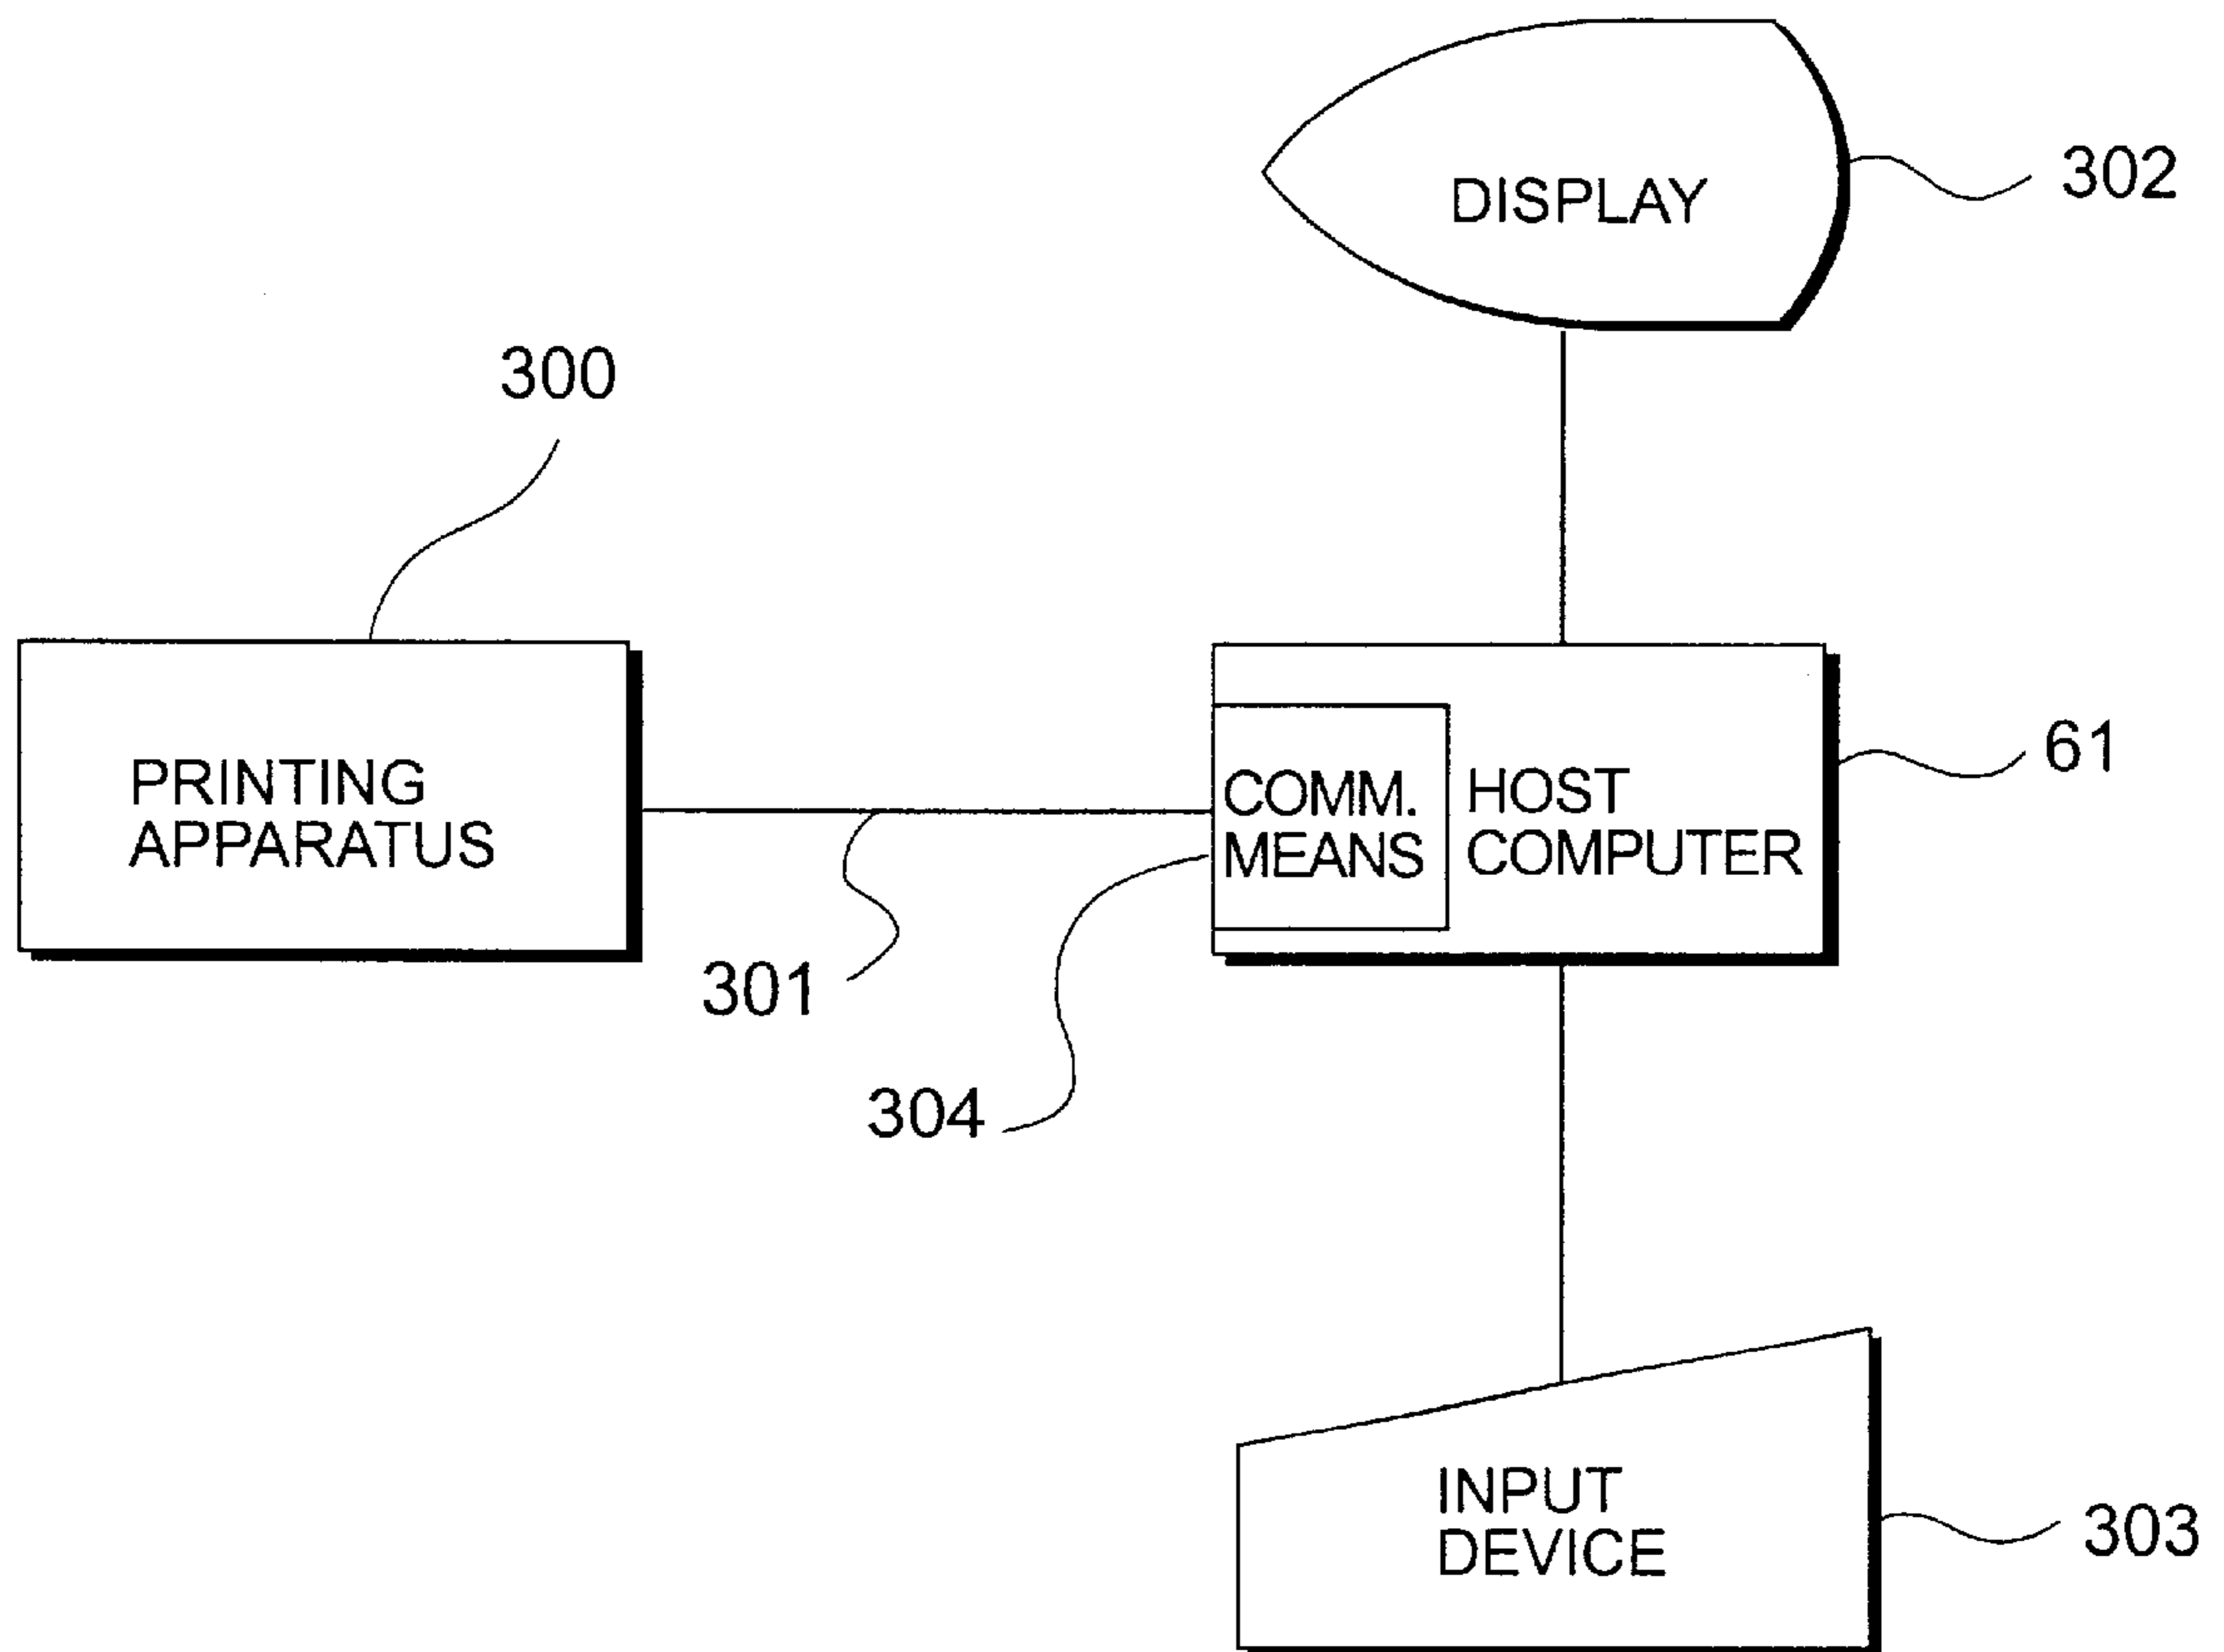 DISPLAY
302
300
PRINTING
APPARATUS
COMM.
MEANS
HOST
COMPUTER
61
301
304
INPUT
DEVICE
303